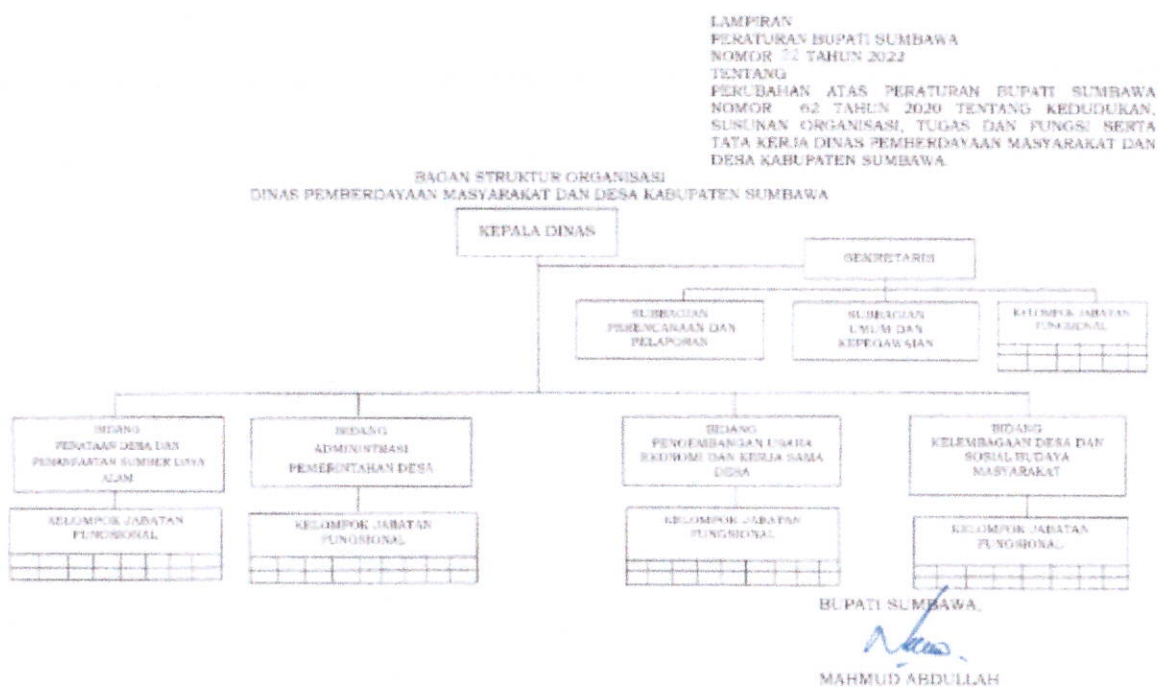 LAMPIRAN
PERATURAN BUPATI SUMBAWA
NOMOR 32 TAHUN 2022
TENTANG
PERUBAHAN ATAS PERATURAN BUPATI SUMBAWA
NOMOR 62 TAHUN 2020 TENTANG KEDUDUKAN,
SUSUNAN ORGANISASI, TUGAS DAN FUNGSI SERTA
TATA KERJA DINAS PEMBERDAYAAN MASYARAKAT DAN
DESA KABUPATEN SUMBAWA
BAGAN STRUKTUR ORGANISASI
DINAS PEMBERDAYAAN MASYARAKAT DAN DESA KABUPATEN SUMBAWA
KEPALA DINAS
SEKRETARIS
SUBBAGIAN
PERENCANAAN DAN
PELAPORAN
SUBBAGIAN
UMUM DAN
KEPEGAWAIAN
KELOMPOK JABATAN
FUNGSIONAL
BIDANG
PENATAAN DESA DAN
PEMANFAATAN SUMBER DAYA
ALAM
BIDANG
ADMINISTRASI
PEMERINTAHAN DESA
BIDANG
PENGEMBANGAN USAHA
EKONOMI DAN KERJA SAMA
DESA
BIDANG
KELEMBAGAAN DESA DAN
SOSIAL BUDAYA
MASYARAKAT
KELOMPOK JABATAN
FUNGSIONAL
KELOMPOK JABATAN
FUNGSIONAL
KELOMPOK JABATAN
FUNGSIONAL
KELOMPOK JABATAN
FUNGSIONAL
BUPATI SUMBAWA,
MAHMUD ABDULLAH